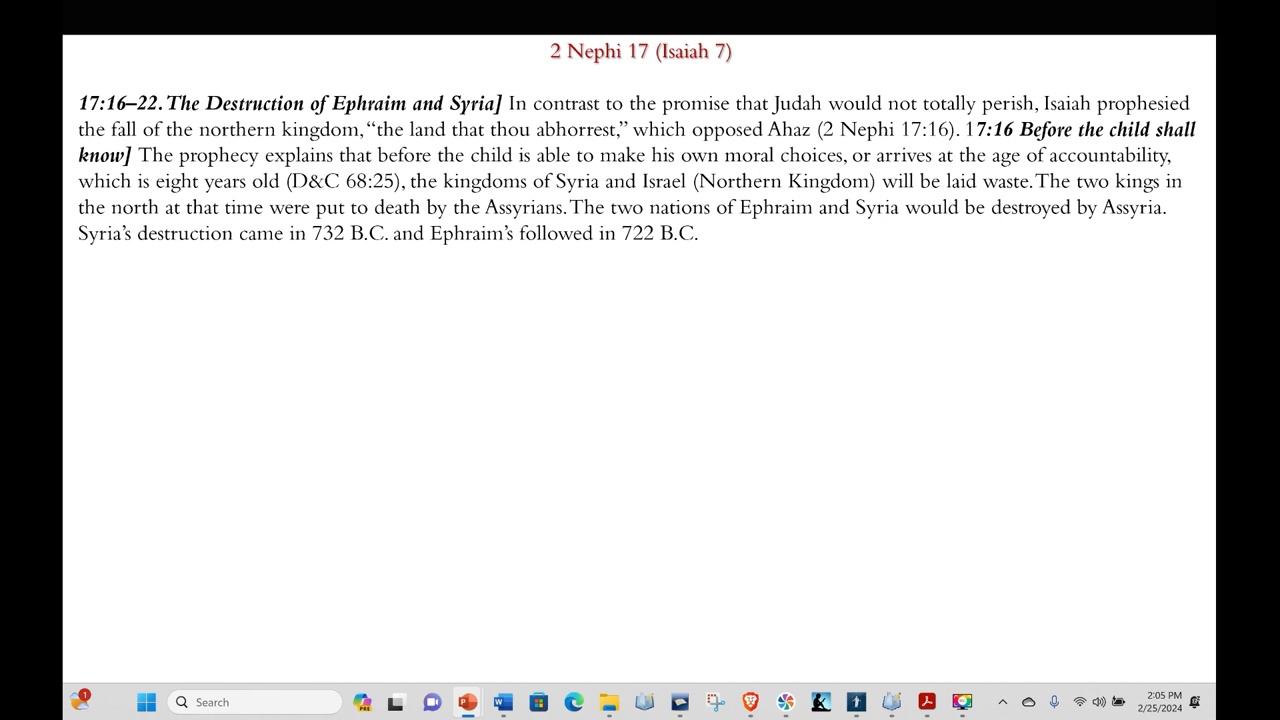 2 Nephi 17 (Isaiah 7)
17:16–22. The Destruction of Ephraim and Syria] In contrast to the promise that Judah would not totally perish, Isaiah prophesied
the fall of the northern kingdom, “the land that thou abhorrest,” which opposed Ahaz (2 Nephi 17:16). 17:16 Before the child shall
know] The prophecy explains that before the child is able to make his own moral choices, or arrives at the age of accountability,
which is eight years old (D&C 68:25), the kingdoms of Syria and Israel (Northern Kingdom) will be laid waste. The two kings in
the north at that time were put to death by the Assyrians. The two nations of Ephraim and Syria would be destroyed by Assyria.
Syria’s destruction came in 732 B.C. and Ephraim’s followed in 722 B.C.
1
Search
PRE
2:05 PM
2/25/2024